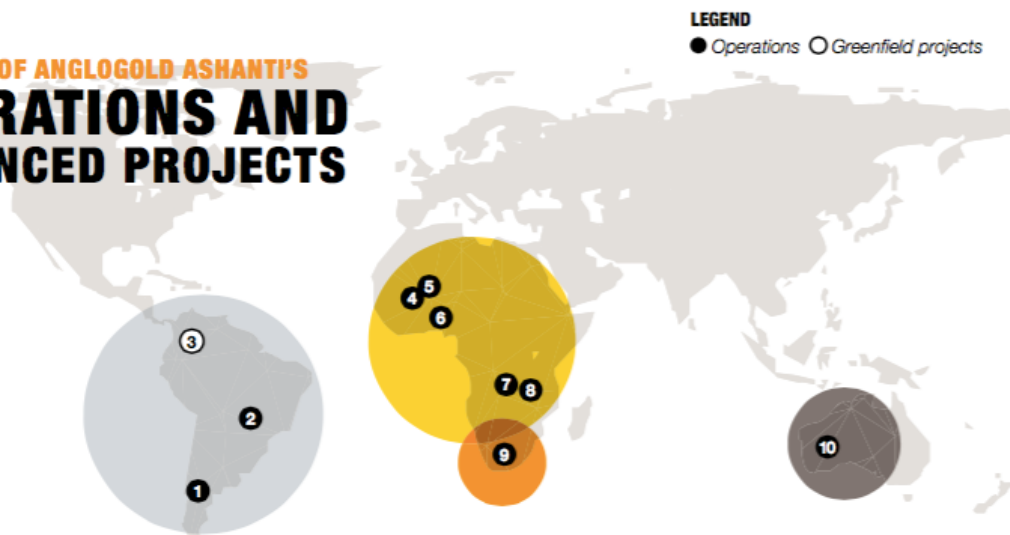 LEGEND
Operations Greenfield projects
OF ANGLOGOLD ASHANTI'S
RATIONS AND
NCED PROJECTS
5
4
6
3
7 8
2
9
10
1